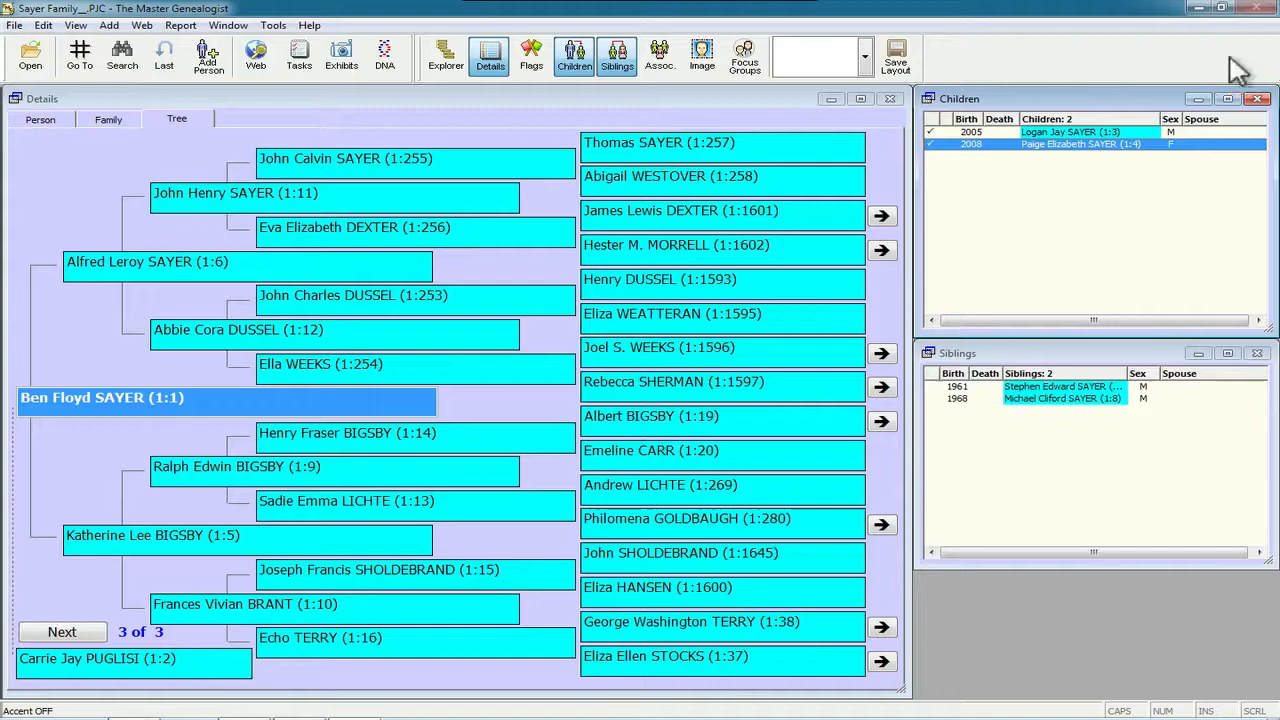 Sayer Family__.PJC - The Master Genealogist
File Edit View Add Web Report Window Tools Help
Open Go To Search Last Add Person Web Tasks Exhibits DNA Explorer Details Flags Children Siblings Assoc. Image Focus Groups Save Layout
Details
Person Family Tree
Thomas SAYER (1:257)
John Calvin SAYER (1:255)
Abigail WESTOVER (1:258)
John Henry SAYER (1:11)
James Lewis DEXTER (1:1601)
Eva Elizabeth DEXTER (1:256)
Hester M. MORRELL (1:1602)
Alfred Leroy SAYER (1:6)
Henry DUSSEL (1:1593)
John Charles DUSSEL (1:253)
Eliza WEATTERAN (1:1595)
Abbie Cora DUSSEL (1:12)
Joel S. WEEKS (1:1596)
Ella WEEKS (1:254)
Rebecca SHERMAN (1:1597)
Ben Floyd SAYER (1:1)
Albert BIGSBY (1:19)
Henry Fraser BIGSBY (1:14)
Emeline CARR (1:20)
Ralph Edwin BIGSBY (1:9)
Andrew LICHTE (1:269)
Sadie Emma LICHTE (1:13)
Philomena GOLDBAUGH (1:280)
Katherine Lee BIGSBY (1:5)
John SHOLDEBRAND (1:1645)
Joseph Francis SHOLDEBRAND (1:15)
Eliza HANSEN (1:1600)
Frances Vivian BRANT (1:10)
George Washington TERRY (1:38)
Next 3 of 3
Echo TERRY (1:16)
Eliza Ellen STOCKS (1:37)
Carrie Jay PUGLISI (1:2)
Children
Birth Death Children: 2 Sex Spouse
2005 Logan Jay SAYER (1:3) M
2008 Paige Elizabeth SAYER (1:4) F
Siblings
Birth Death Siblings: 2 Sex Spouse
1961 Stephen Edward SAYER (... M
1968 Michael Cliford SAYER (1:8) M
Accent OFF CAPS NUM INS SCRL